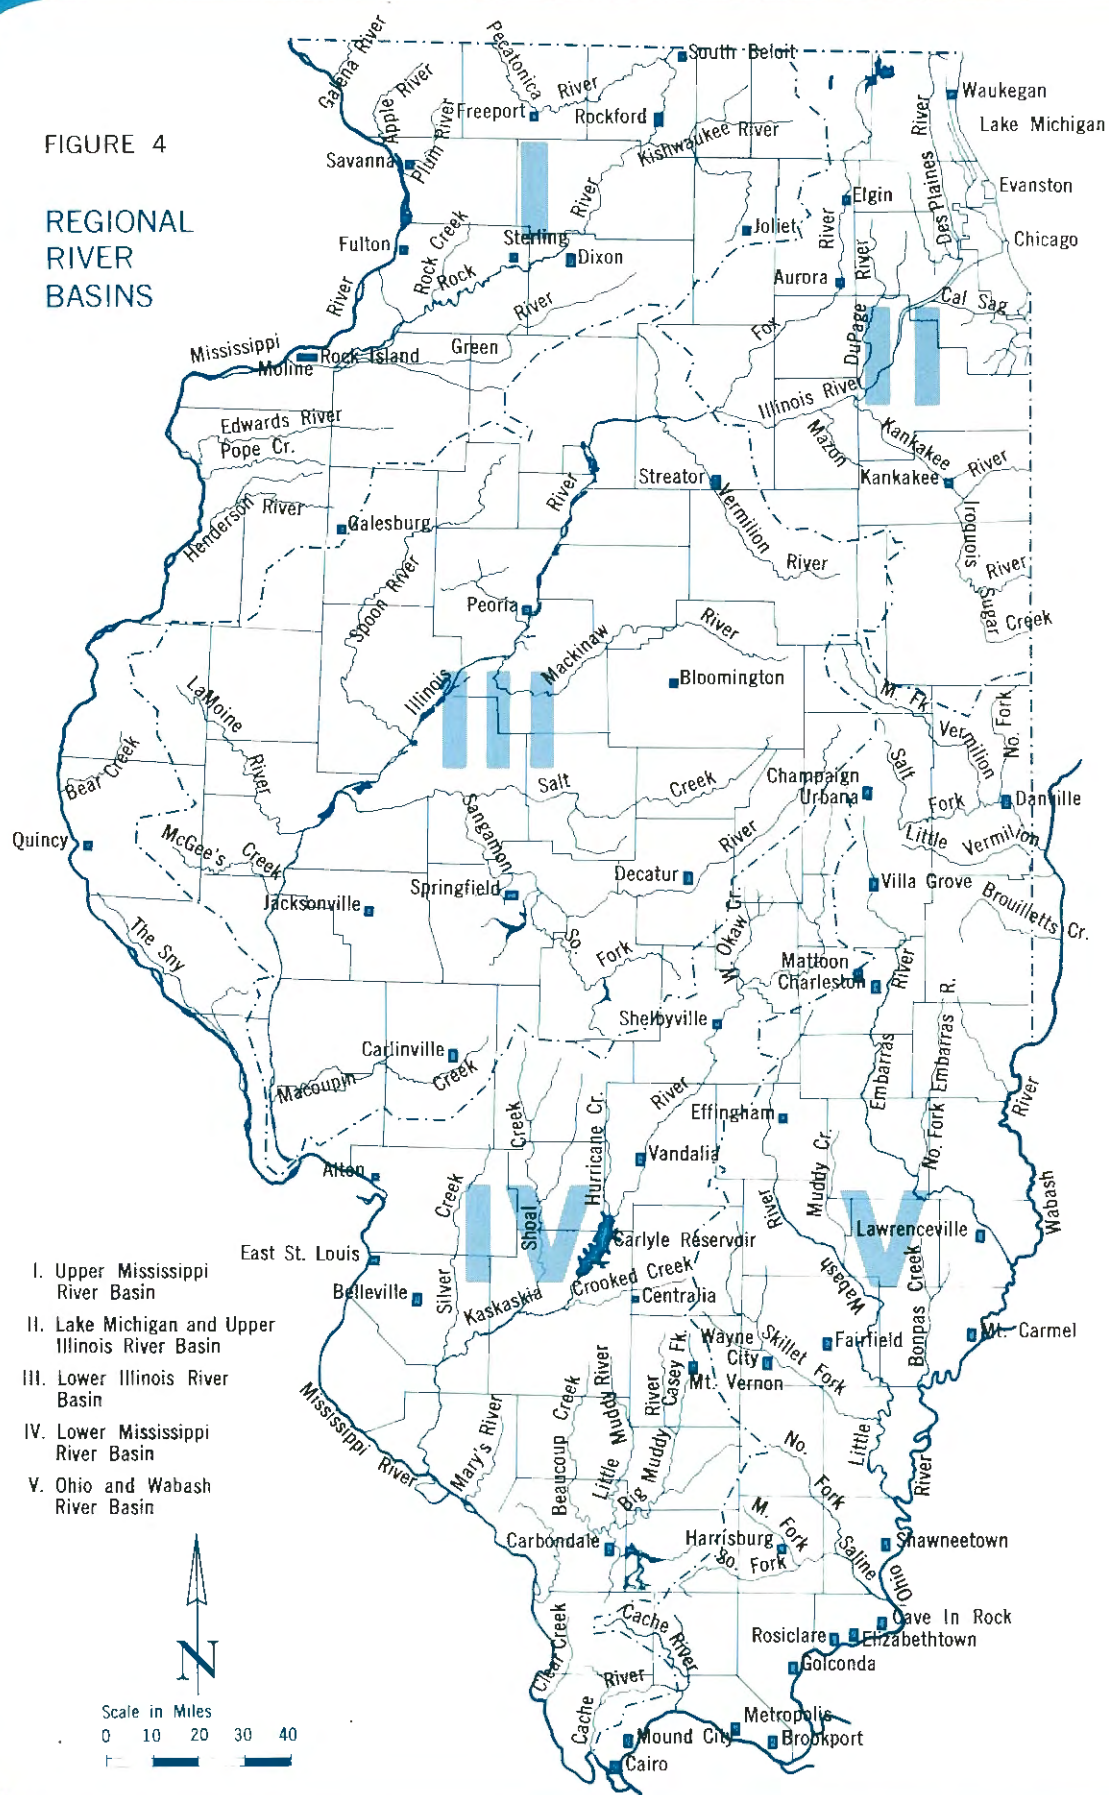 FIGURE 4
REGIONAL
RIVER
BASINS
Galena River
Apple River
Plum River
Pecatonica
River
South Beloit
Freeport
Rockford
Kishwaukee River
Waukegan
Lake Michigan
Savanna
I
River
Des Plaines River
Evanston
Elgin
Joliet
Chicago
Fulton
Rock Creek
Rock
Sterling
Dixon
River
River
Aurora
Cal Sag
River
River
Fox
DuPage
II
Mississippi
Rock Island
Moline
Green
Illinois River
Edwards River
Pope Cr.
Mazon
Kankakee
River
Kankakee
Streator
Vermilion
River
River
Henderson River
Galesburg
Iroquois
River
Sugar
Creek
Spoon River
Peoria
Mackinaw
River
Bloomington
Illinois
III
LaMoine
River
Bear Creek
M. Fk.
Vermilion
No. Fork
Salt
Creek
Champaign
Urbana
Salt
Fork
Danville
Little Vermilion
Quincy
McGee's Creek
Sangamon
River
Decatur
Springfield
Jacksonville
Villa Grove
Brouilletts Cr.
The Sny
So.
Fork
W. Okaw Cr.
Mattoon
Charleston
River
Shelbyville
Carlinville
Macoupin
Creek
Embarras
No. Fork Embarras R.
River
Effingham
River
Creek
Hurricane Cr.
Vandalia
Muddy Cr.
Alton
Creek
IV
Shoal
River
V
Wabash
Lawrenceville
Carlyle Reservoir
East St. Louis
Belleville
Silver
Kaskaskia
Crooked Creek
Centralia
Wabash
Bonpas Creek
Mt. Carmel
Fairfield
Wayne
City
Skillet Fork
Mt. Vernon
Casey Fk.
River
Big Muddy
Little Muddy River
Beaucoup Creek
Mary's River
Mississippi River
Little
River
No.
Fork
Saline
M. Fork
Harrisburg
So. Fork
Carbondale
Shawneetown
Ohio
Cave In Rock
Elizabethtown
Rosiclare
Golconda
Clear Creek
Cache River
River
Cache
Metropolis
Mound City
Brookport
Cairo
I. Upper Mississippi
River Basin
II. Lake Michigan and Upper
Illinois River Basin
III. Lower Illinois River
Basin
IV. Lower Mississippi
River Basin
V. Ohio and Wabash
River Basin
N
Scale in Miles
0 10 20 30 40